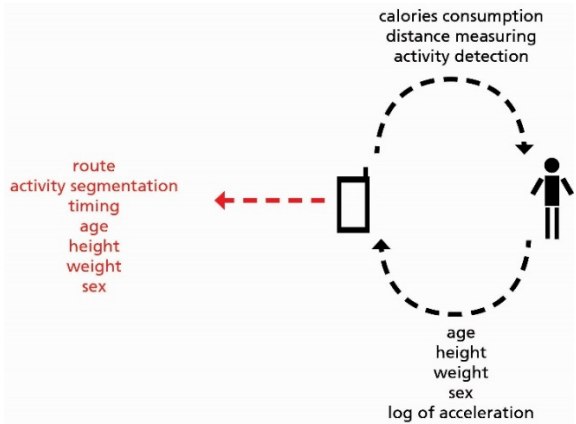 calories consumption
distance measuring
activity detection
route
activity segmentation
timing
age
height
weight
sex
age
height
weight
sex
log of acceleration